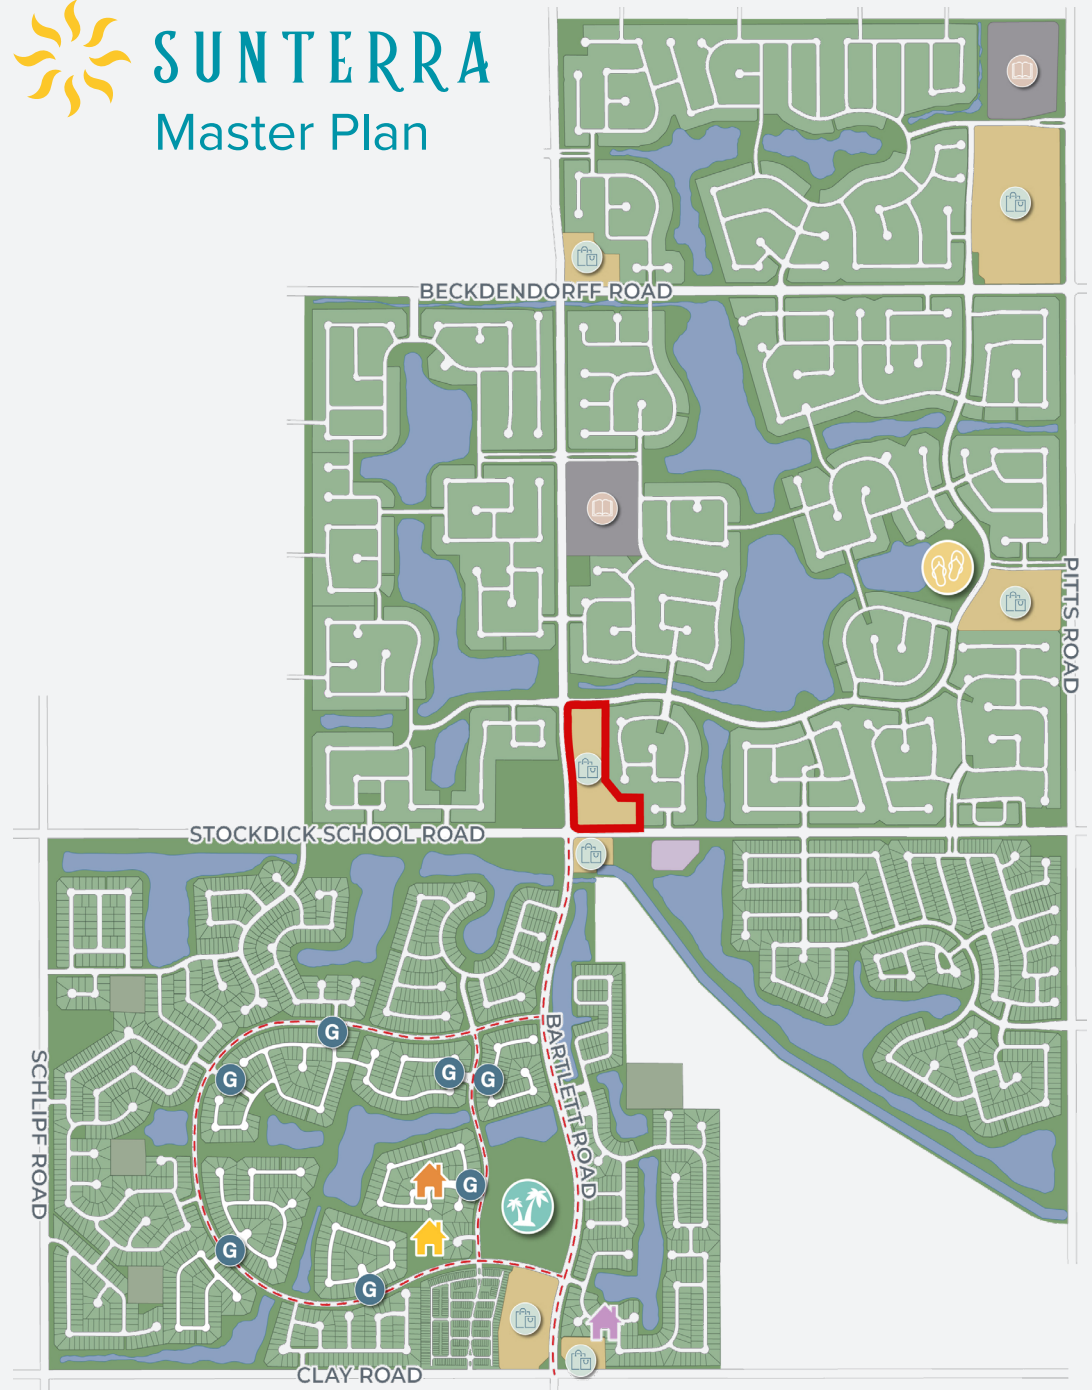 SUNTERRA
Master Plan
BECKDENDORFF ROAD
PITTS ROAD
STOCKDICK SCHOOL ROAD
BARTLETT ROAD
SCHLIPF ROAD
G
G
G
G
G
G
G
CLAY ROAD